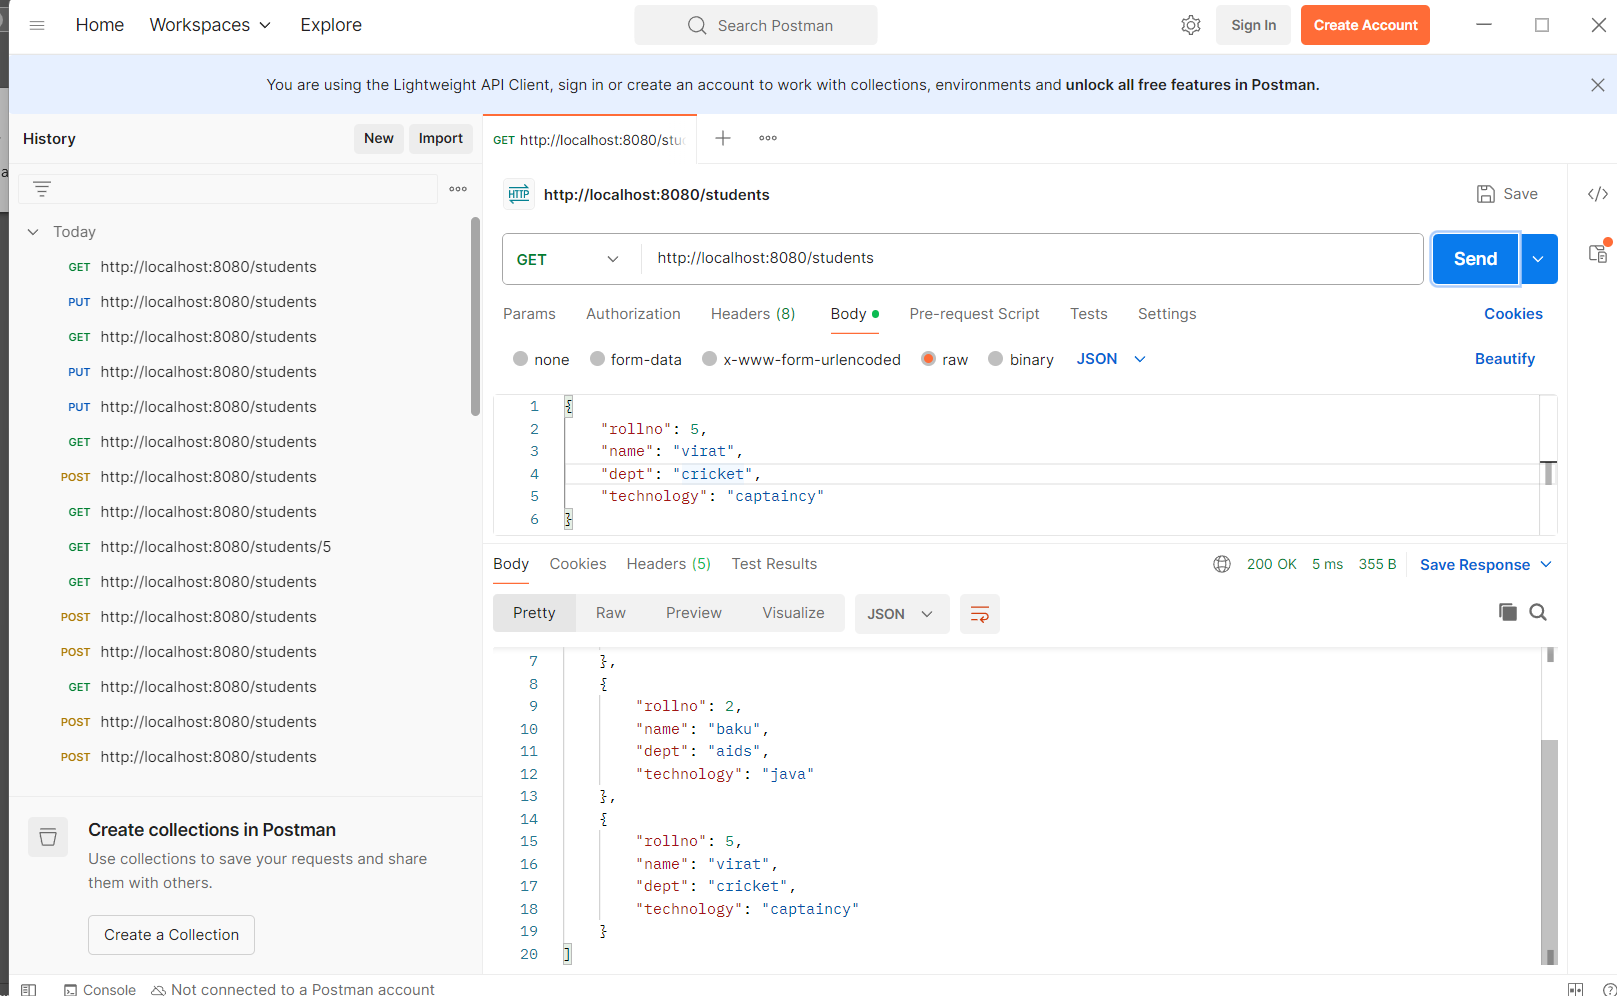 Home Workspaces Explore Search Postman Sign In Create Account
You are using the Lightweight API Client, sign in or create an account to work with collections, environments and unlock all free features in Postman.
History New Import
Today
GET http://localhost:8080/students
PUT http://localhost:8080/students
GET http://localhost:8080/students
PUT http://localhost:8080/students
PUT http://localhost:8080/students
GET http://localhost:8080/students
POST http://localhost:8080/students
GET http://localhost:8080/students
GET http://localhost:8080/students/5
GET http://localhost:8080/students
POST http://localhost:8080/students
POST http://localhost:8080/students
GET http://localhost:8080/students
POST http://localhost:8080/students
POST http://localhost:8080/students
Create collections in Postman
Use collections to save your requests and share
them with others.
Create a Collection
GET http://localhost:8080/stu
HTTP http://localhost:8080/students Save
GET http://localhost:8080/students Send
Params Authorization Headers (8) Body Pre-request Script Tests Settings Cookies
none form-data x-www-form-urlencoded raw binary JSON Beautify
1 {
2 "rollno": 5,
3 "name": "virat",
4 "dept": "cricket",
5 "technology": "captaincy"
6 }
Body Cookies Headers (5) Test Results 200 OK 5 ms 355 B Save Response
Pretty Raw Preview Visualize JSON
7 },
8 {
9 "rollno": 2,
10 "name": "baku",
11 "dept": "aids",
12 "technology": "java"
13 },
14 {
15 "rollno": 5,
16 "name": "virat",
17 "dept": "cricket",
18 "technology": "captaincy"
19 }
20 ]
Console Not connected to a Postman account